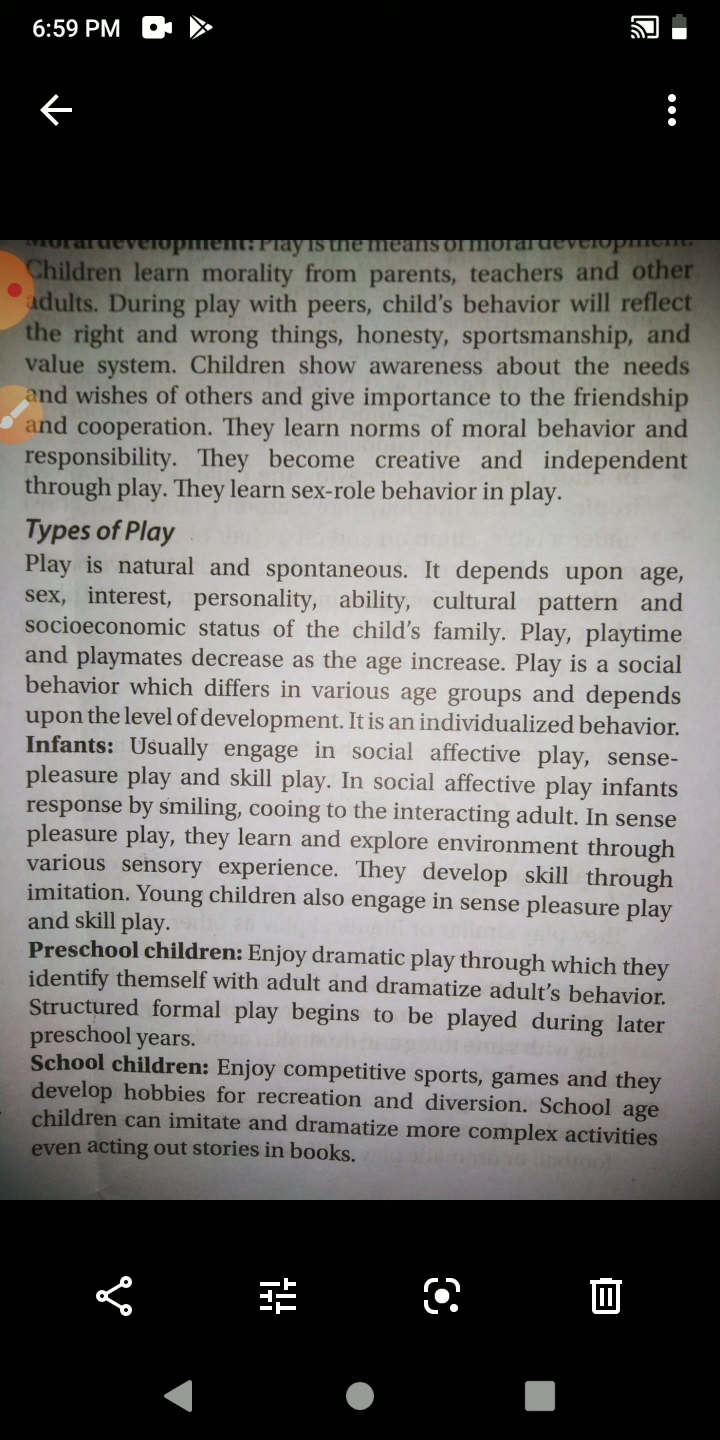 6:59 PM
Moral development: Play is the means of moral development.
Children learn morality from parents, teachers and other
adults. During play with peers, child's behavior will reflect
the right and wrong things, honesty, sportsmanship, and
value system. Children show awareness about the needs
and wishes of others and give importance to the friendship
and cooperation. They learn norms of moral behavior and
responsibility. They become creative and independent
through play. They learn sex-role behavior in play.
Types of Play
Play is natural and spontaneous. It depends upon age,
sex, interest, personality, ability, cultural pattern and
socioeconomic status of the child's family. Play, playtime
and playmates decrease as the age increase. Play is a social
behavior which differs in various age groups and depends
upon the level of development. It is an individualized behavior.
Infants: Usually engage in social affective play, sense-
pleasure play and skill play. In social affective play infants
response by smiling, cooing to the interacting adult. In sense
pleasure play, they learn and explore environment through
various sensory experience. They develop skill through
imitation. Young children also engage in sense pleasure play
and skill play.
Preschool children: Enjoy dramatic play through which they
identify themself with adult and dramatize adult's behavior.
Structured formal play begins to be played during later
preschool years.
School children: Enjoy competitive sports, games and they
develop hobbies for recreation and diversion. School age
children can imitate and dramatize more complex activities
even acting out stories in books.